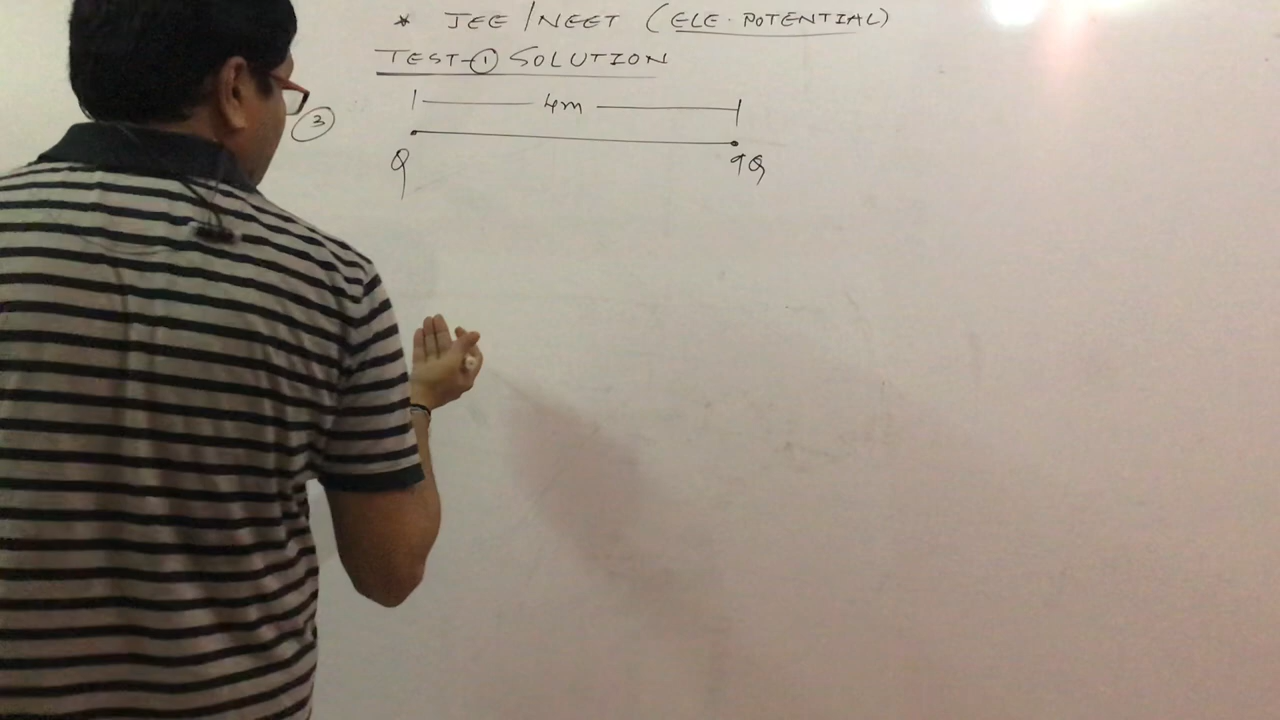 * JEE / NEET (ELE. POTENTIAL)
TEST-① SOLUTION
③
4m
Q 9Q